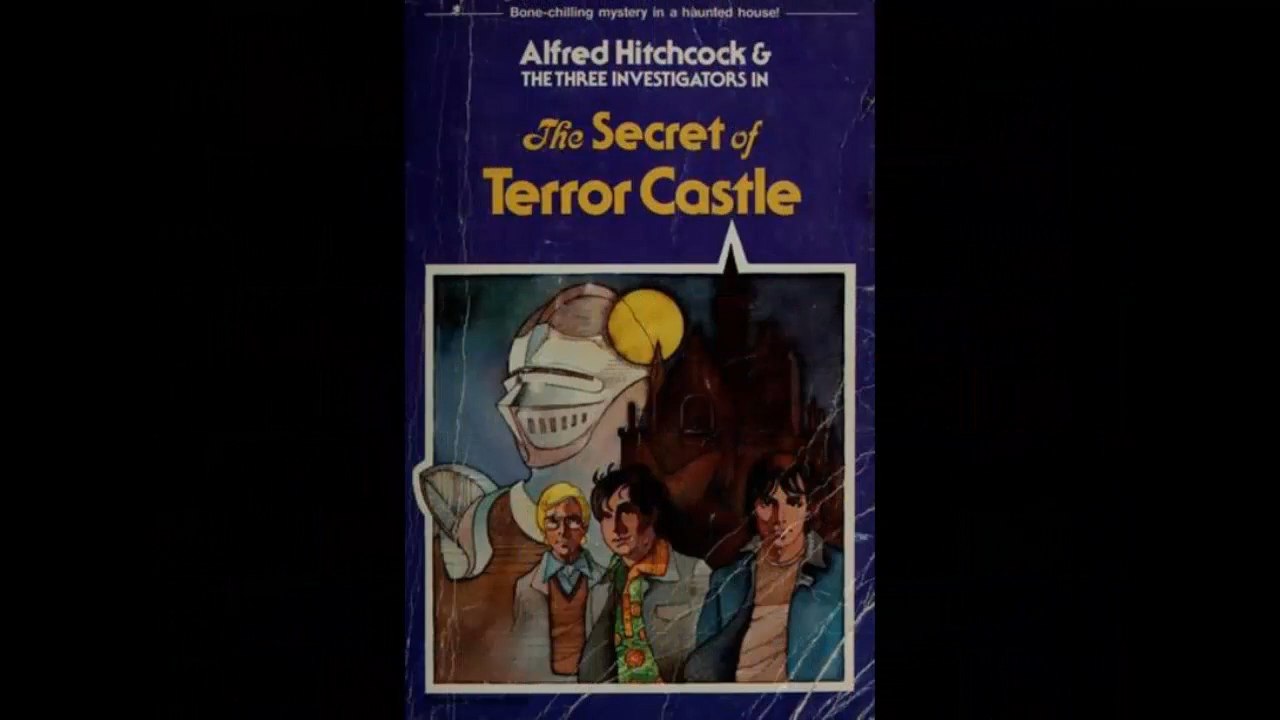 Bone-chilling mystery in a haunted house!
Alfred Hitchcock &
THE THREE INVESTIGATORS IN
The Secret of
Terror Castle